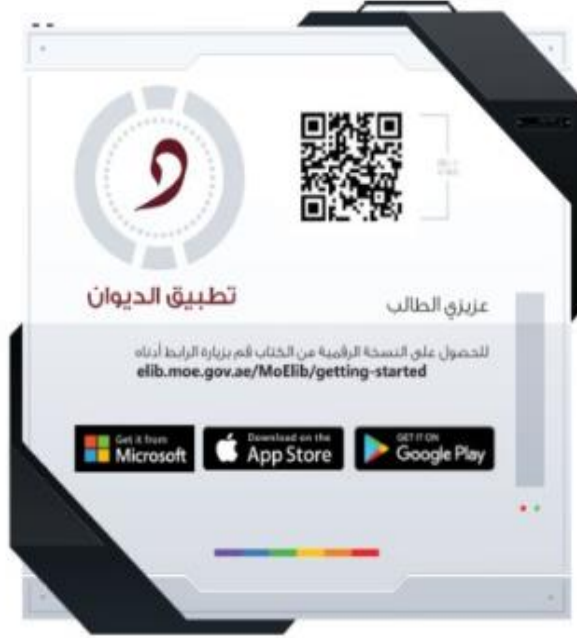 تطبيق الديوان
عزيزي الطالب
للحصول على النسخة الرقمية من الكتاب قم بزيارة الرابط أدناه
elib.moe.gov.ae/MoElib/getting-started
Get it from
Microsoft
Download on the
App Store
GET IT ON
Google Play